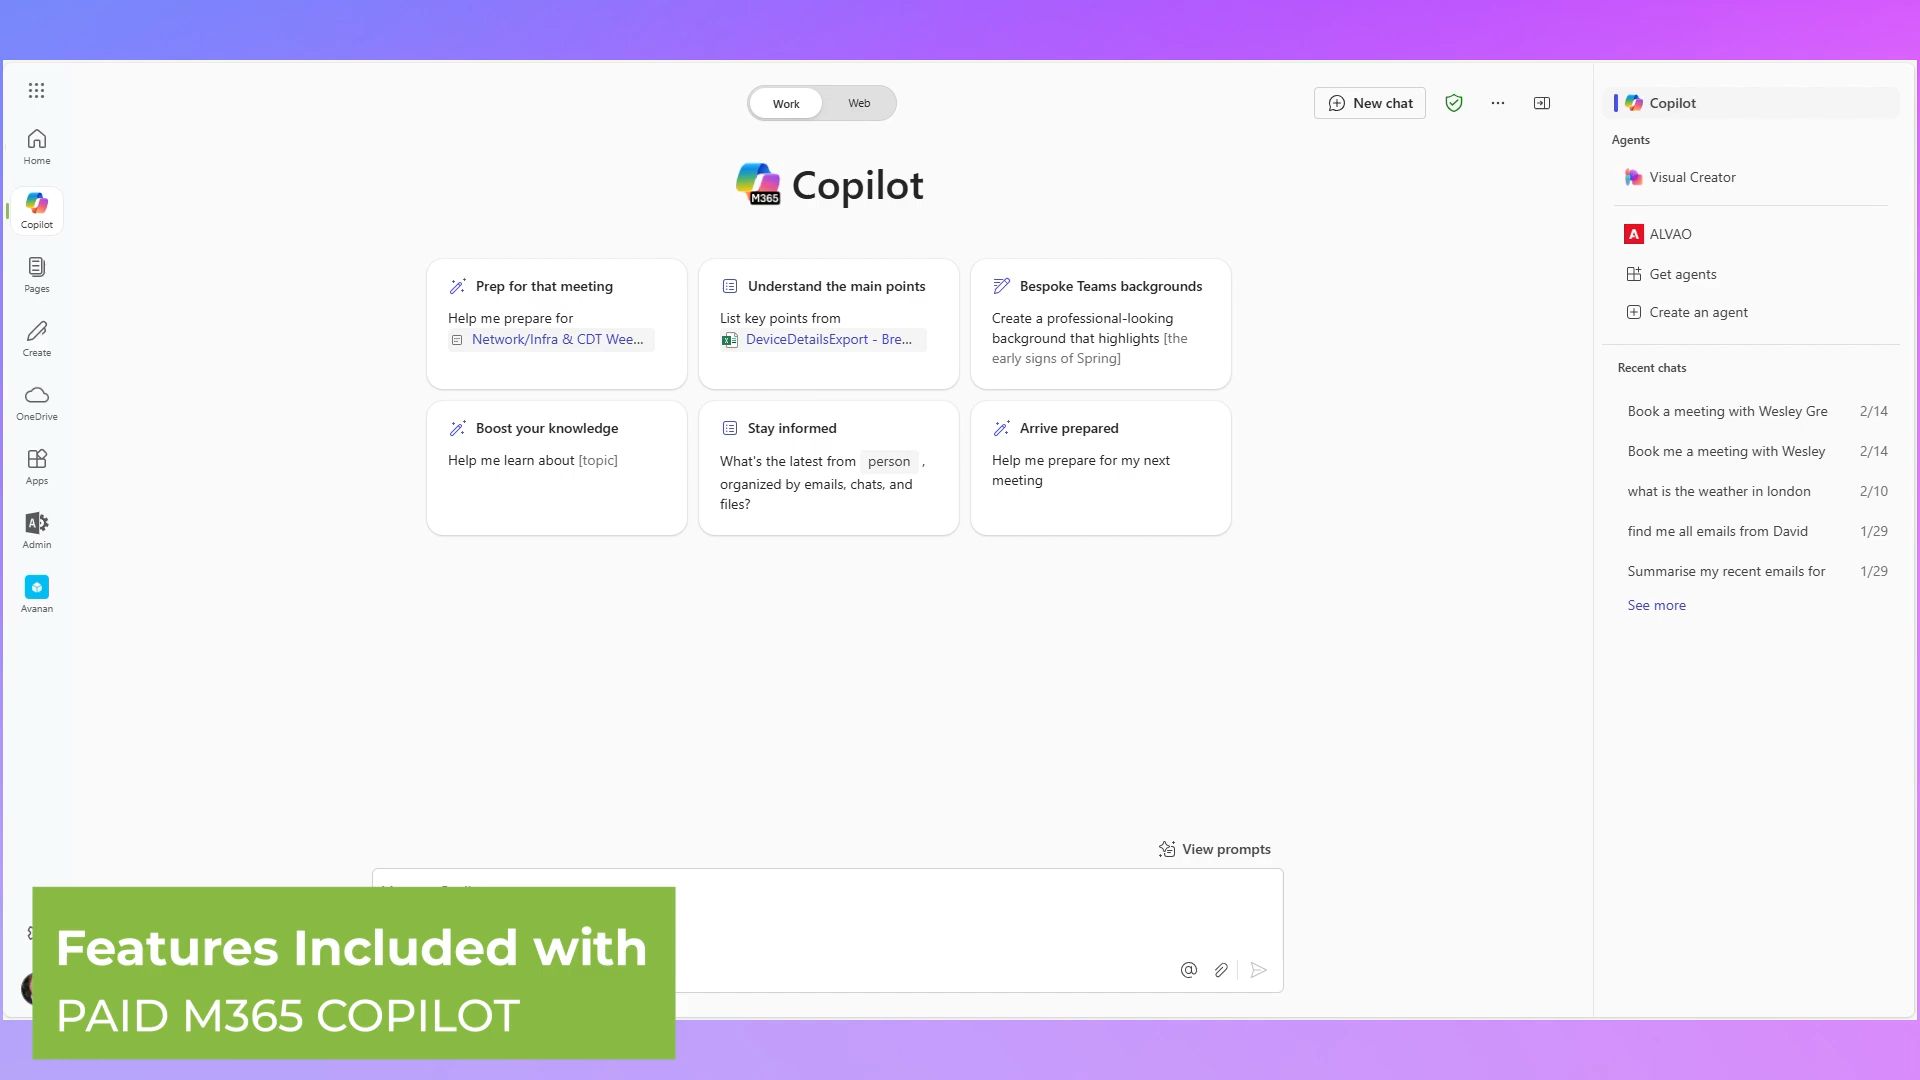 Work
Web
New chat
Home
Copilot
Pages
Create
OneDrive
Apps
Admin
Avanan
M365
Copilot
Prep for that meeting
Help me prepare for
Network/Infra & CDT Wee...
Understand the main points
List key points from
DeviceDetailsExport - Bre...
Bespoke Teams backgrounds
Create a professional-looking
background that highlights [the
early signs of Spring]
Boost your knowledge
Help me learn about [topic]
Stay informed
What's the latest from person ,
organized by emails, chats, and
files?
Arrive prepared
Help me prepare for my next
meeting
View prompts
Copilot
Agents
Visual Creator
A ALVAO
Get agents
Create an agent
Recent chats
Book a meeting with Wesley Gre 2/14
Book me a meeting with Wesley 2/14
what is the weather in london 2/10
find me all emails from David 1/29
Summarise my recent emails for 1/29
See more
Features Included with
PAID M365 COPILOT